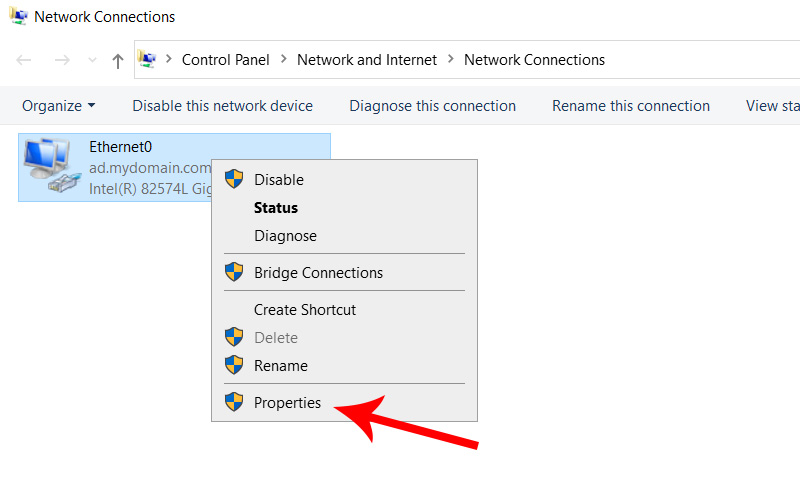 Network Connections
Control Panel > Network and Internet > Network Connections
Organize Disable this network device Diagnose this connection Rename this connection View sta
Ethernet0
ad.mydomain.com
Intel(R) 82574L Gig
Disable
Status
Diagnose
Bridge Connections
Create Shortcut
Delete
Rename
Properties